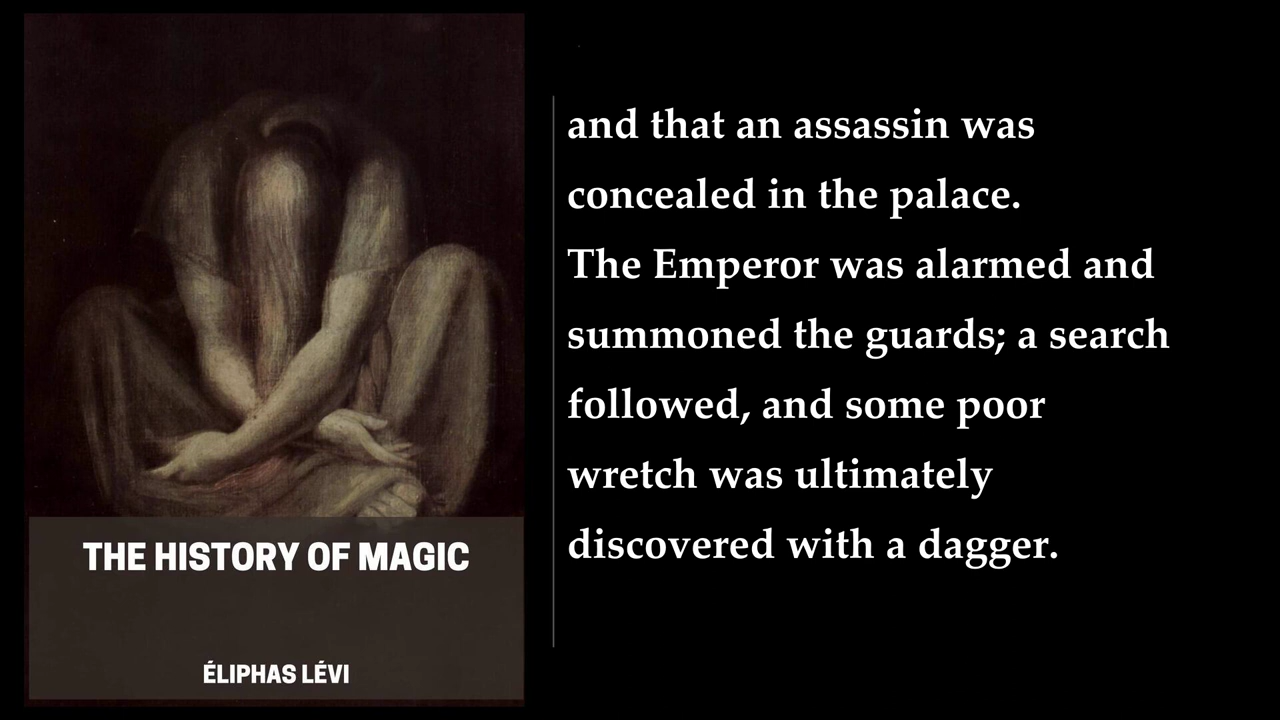 THE HISTORY OF MAGIC
ÉLIPHAS LÉVI
and that an assassin was
concealed in the palace.
The Emperor was alarmed and
summoned the guards; a search
followed, and some poor
wretch was ultimately
discovered with a dagger.